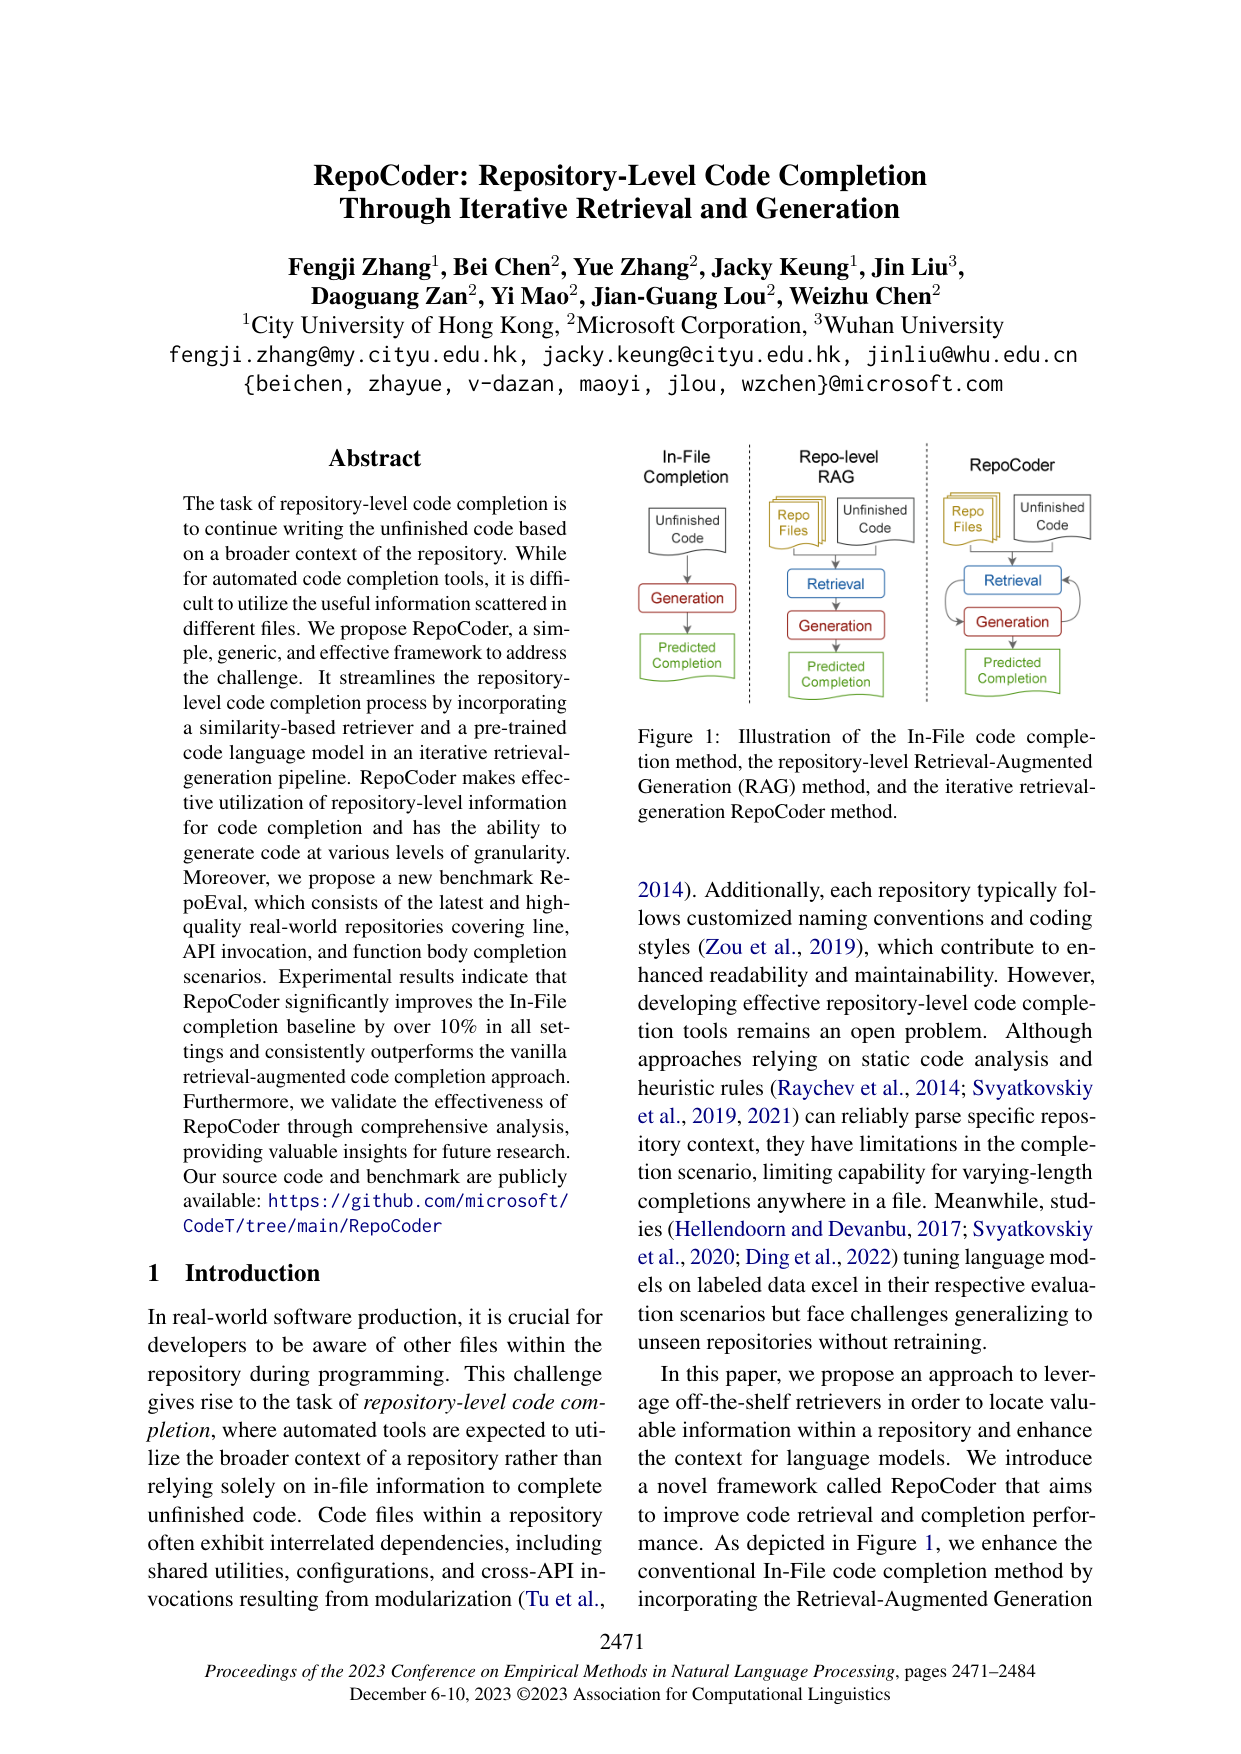 RepoCoder: Repository-Level Code Completion
Through Iterative Retrieval and Generation
Fengji Zhang1, Bei Chen2, Yue Zhang2, Jacky Keung1, Jin Liu3,
Daoguang Zan2, Yi Mao2, Jian-Guang Lou2, Weizhu Chen2
1City University of Hong Kong, 2Microsoft Corporation, 3Wuhan University
fengji.zhang@my.cityu.edu.hk, jacky.keung@cityu.edu.hk, jinliu@whu.edu.cn
{beichen, zhayue, v-dazan, maoyi, jlou, wzchen}@microsoft.com
Abstract
The task of repository-level code completion is
to continue writing the unfinished code based
on a broader context of the repository. While
for automated code completion tools, it is diffi-
cult to utilize the useful information scattered in
different files. We propose RepoCoder, a sim-
ple, generic, and effective framework to address
the challenge. It streamlines the repository-
level code completion process by incorporating
a similarity-based retriever and a pre-trained
code language model in an iterative retrieval-
generation pipeline. RepoCoder makes effec-
tive utilization of repository-level information
for code completion and has the ability to
generate code at various levels of granularity.
Moreover, we propose a new benchmark Re-
poEval, which consists of the latest and high-
quality real-world repositories covering line,
API invocation, and function body completion
scenarios. Experimental results indicate that
RepoCoder significantly improves the In-File
completion baseline by over 10% in all set-
tings and consistently outperforms the vanilla
retrieval-augmented code completion approach.
Furthermore, we validate the effectiveness of
RepoCoder through comprehensive analysis,
providing valuable insights for future research.
Our source code and benchmark are publicly
available: https://github.com/microsoft/
CodeT/tree/main/RepoCoder
1 Introduction
In real-world software production, it is crucial for
developers to be aware of other files within the
repository during programming. This challenge
gives rise to the task of repository-level code com-
pletion, where automated tools are expected to uti-
lize the broader context of a repository rather than
relying solely on in-file information to complete
unfinished code. Code files within a repository
often exhibit interrelated dependencies, including
shared utilities, configurations, and cross-API in-
vocations resulting from modularization (Tu et al.,
In-File
Completion
Unfinished
Code
Generation
Predicted
Completion
Repo-level
RAG
Repo
Files
Unfinished
Code
Retrieval
Generation
Predicted
Completion
RepoCoder
Repo
Files
Unfinished
Code
Retrieval
Generation
Predicted
Completion
Figure 1: Illustration of the In-File code comple-
tion method, the repository-level Retrieval-Augmented
Generation (RAG) method, and the iterative retrieval-
generation RepoCoder method.
2014). Additionally, each repository typically fol-
lows customized naming conventions and coding
styles (Zou et al., 2019), which contribute to en-
hanced readability and maintainability. However,
developing effective repository-level code comple-
tion tools remains an open problem. Although
approaches relying on static code analysis and
heuristic rules (Raychev et al., 2014; Svyatkovskiy
et al., 2019, 2021) can reliably parse specific repos-
itory context, they have limitations in the comple-
tion scenario, limiting capability for varying-length
completions anywhere in a file. Meanwhile, stud-
ies (Hellendoorn and Devanbu, 2017; Svyatkovskiy
et al., 2020; Ding et al., 2022) tuning language mod-
els on labeled data excel in their respective evalua-
tion scenarios but face challenges generalizing to
unseen repositories without retraining.
In this paper, we propose an approach to lever-
age off-the-shelf retrievers in order to locate valu-
able information within a repository and enhance
the context for language models. We introduce
a novel framework called RepoCoder that aims
to improve code retrieval and completion perfor-
mance. As depicted in Figure 1, we enhance the
conventional In-File code completion method by
incorporating the Retrieval-Augmented Generation
2471
Proceedings of the 2023 Conference on Empirical Methods in Natural Language Processing, pages 2471–2484
December 6-10, 2023 ©2023 Association for Computational Linguistics